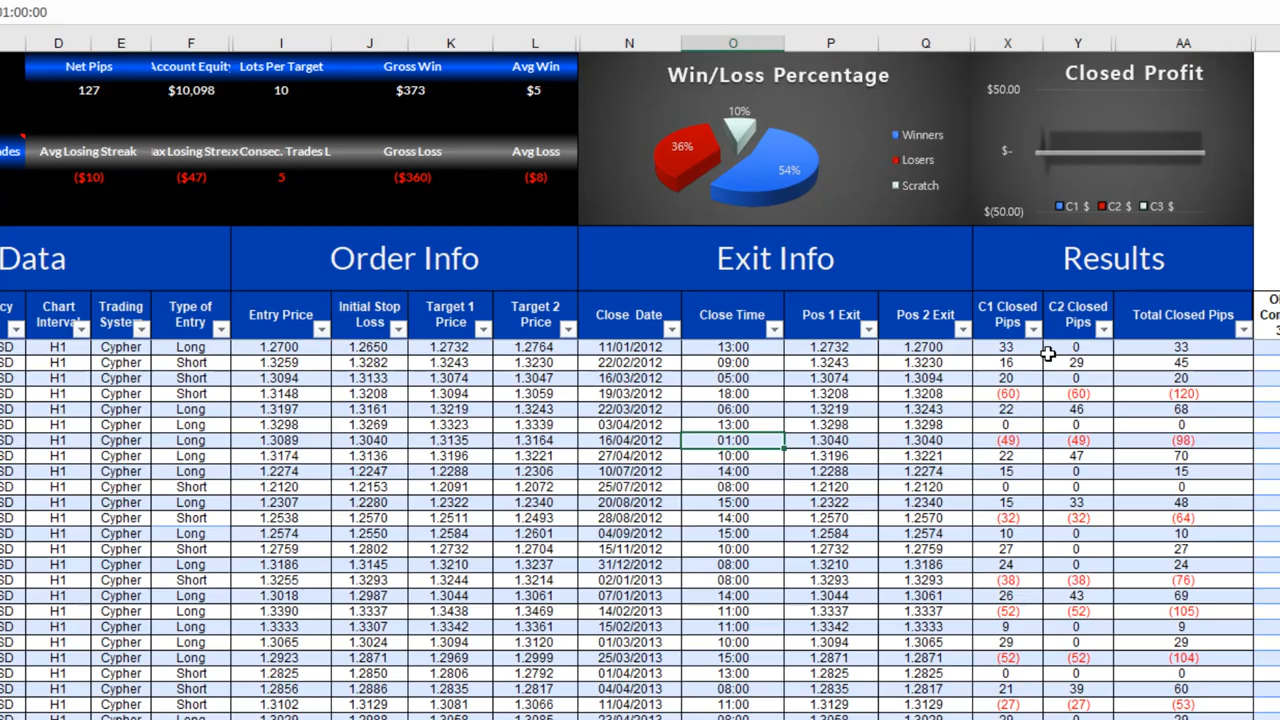 01:00:00
D E F I J K L N O P Q X Y AA
Net Pips Account Equity Lots Per Target Gross Win Avg Win
127 $10,098 10 $373 $5
Avg Losing Streak Consec. Trades L Gross Loss Avg Loss
($10) ($47) 5 ($360) ($8)
Win/Loss Percentage
10%
36%
54%
Winners
Losers
Scratch
Closed Profit
$50.00
$-
$(50.00)
C1 $ C2 $ C3 $
Data Order Info Exit Info Results
Chart Interval Trading System Type of Entry Entry Price Initial Stop Loss Target 1 Price Target 2 Price Close Date Close Time Pos 1 Exit Pos 2 Exit C1 Closed Pips C2 Closed Pips Total Closed Pips
SD H1 Cypher Long 1.2700 1.2650 1.2732 1.2764 11/01/2012 13:00 1.2732 1.2700 33 0 33
SD H1 Cypher Short 1.3259 1.3282 1.3243 1.3230 22/02/2012 09:00 1.3243 1.3230 16 29 45
SD H1 Cypher Short 1.3094 1.3133 1.3074 1.3047 16/03/2012 05:00 1.3074 1.3094 20 0 20
SD H1 Cypher Short 1.3148 1.3208 1.3094 1.3059 19/03/2012 18:00 1.3208 1.3208 (60) (60) (120)
SD H1 Cypher Long 1.3197 1.3161 1.3219 1.3243 22/03/2012 06:00 1.3219 1.3243 22 46 68
SD H1 Cypher Long 1.3298 1.3269 1.3323 1.3339 03/04/2012 13:00 1.3298 1.3298 0 0 0
SD H1 Cypher Long 1.3089 1.3040 1.3135 1.3164 16/04/2012 01:00 1.3040 1.3040 (49) (49) (98)
SD H1 Cypher Long 1.3174 1.3136 1.3196 1.3221 27/04/2012 10:00 1.3196 1.3221 22 47 70
SD H1 Cypher Long 1.2274 1.2247 1.2288 1.2306 10/07/2012 14:00 1.2288 1.2274 15 0 15
SD H1 Cypher Short 1.2120 1.2153 1.2091 1.2072 25/07/2012 08:00 1.2120 1.2120 0 0 0
SD H1 Cypher Long 1.2307 1.2280 1.2322 1.2340 20/08/2012 15:00 1.2322 1.2340 15 33 48
SD H1 Cypher Short 1.2538 1.2570 1.2511 1.2493 28/08/2012 14:00 1.2570 1.2570 (32) (32) (64)
SD H1 Cypher Long 1.2574 1.2550 1.2584 1.2601 04/09/2012 15:00 1.2584 1.2574 10 0 10
SD H1 Cypher Short 1.2759 1.2802 1.2732 1.2704 15/11/2012 10:00 1.2732 1.2759 27 0 27
SD H1 Cypher Long 1.3186 1.3145 1.3210 1.3237 31/12/2012 08:00 1.3210 1.3186 24 0 24
SD H1 Cypher Short 1.3255 1.3293 1.3244 1.3214 02/01/2013 08:00 1.3293 1.3293 (38) (38) (76)
SD H1 Cypher Long 1.3018 1.2987 1.3044 1.3061 07/01/2013 14:00 1.3044 1.3061 26 43 69
SD H1 Cypher Long 1.3390 1.3337 1.3438 1.3469 14/02/2013 11:00 1.3337 1.3337 (52) (52) (105)
SD H1 Cypher Long 1.3333 1.3307 1.3342 1.3361 15/02/2013 11:00 1.3342 1.3333 9 0 9
SD H1 Cypher Long 1.3065 1.3024 1.3094 1.3120 01/03/2013 10:00 1.3094 1.3065 29 0 29
SD H1 Cypher Long 1.2923 1.2871 1.2969 1.2999 25/03/2013 15:00 1.2871 1.2871 (52) (52) (104)
SD H1 Cypher Short 1.2825 1.2850 1.2806 1.2792 01/04/2013 13:00 1.2825 1.2825 0 0 0
SD H1 Cypher Short 1.2856 1.2886 1.2835 1.2817 04/04/2013 08:00 1.2835 1.2817 21 39 60
SD H1 Cypher Short 1.3102 1.3129 1.3081 1.3066 11/04/2013 08:00 1.3129 1.3129 (27) (27) (53)